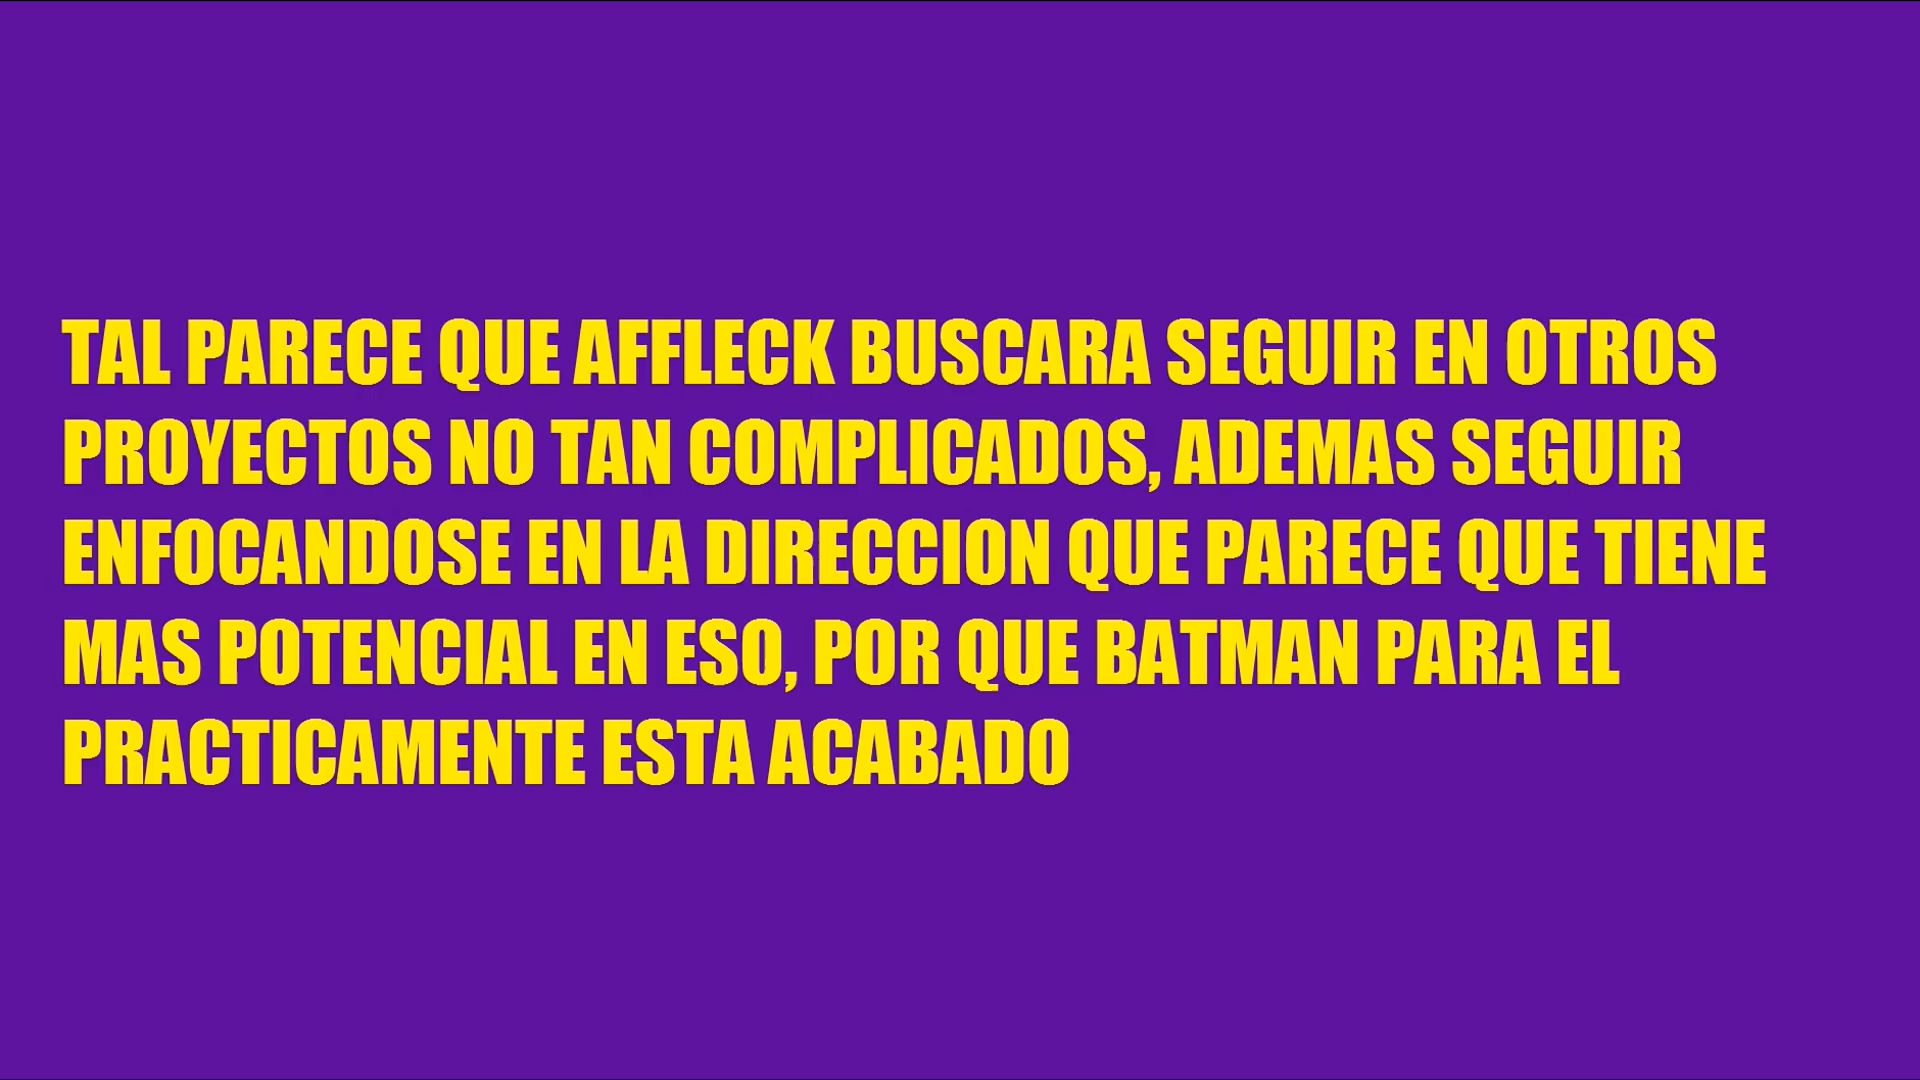 TAL PARECE QUE AFFLECK BUSCARA SEGUIR EN OTROS
PROYECTOS NO TAN COMPLICADOS, ADEMAS SEGUIR
ENFOCANDOSE EN LA DIRECCION QUE PARECE QUE TIENE
MAS POTENCIAL EN ESO, POR QUE BATMAN PARA EL
PRACTICAMENTE ESTA ACABADO